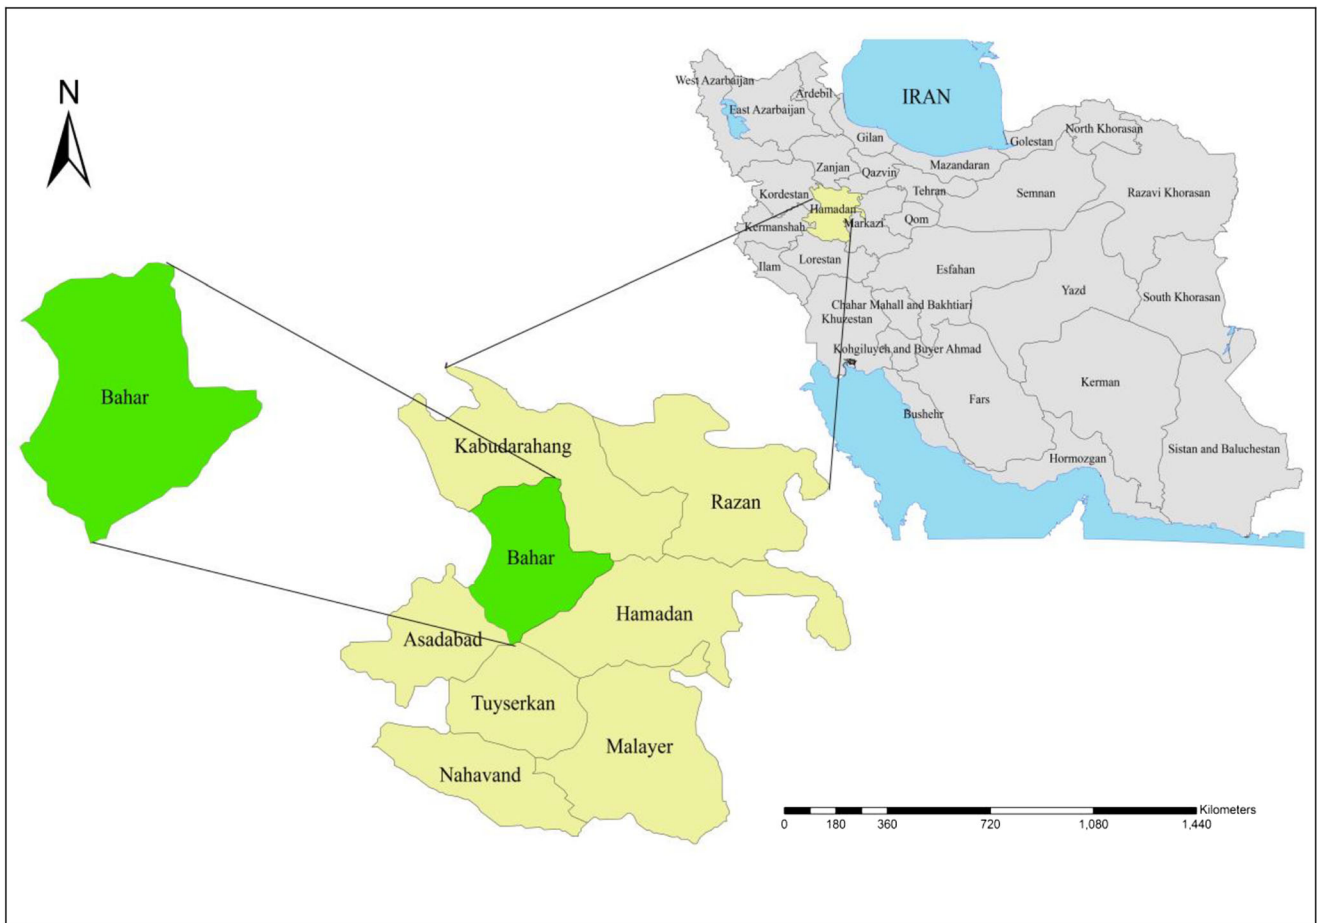 N
IRAN
West Azarbaijan
Ardebil
East Azarbaijan
Gilan
Golestan
North Khorasan
Mazandaran
Zanjan
Qazvin
Tehran
Semnan
Razavi Khorasan
Kordestan
Hamadan
Qom
Markazi
Kermanshah
Ilam
Lorestan
Esfahan
Yazd
South Khorasan
Chahar Mahall and Bakhtiari
Khuzestan
Kohgiluyeh and Buyer Ahmad
Kerman
Fars
Bushehr
Hormozgan
Sistan and Baluchestan
Bahar
Kabudarahang
Razan
Bahar
Hamadan
Asadabad
Tuyserkan
Malayer
Nahavand
Kilometers
0 180 360 720 1,080 1,440